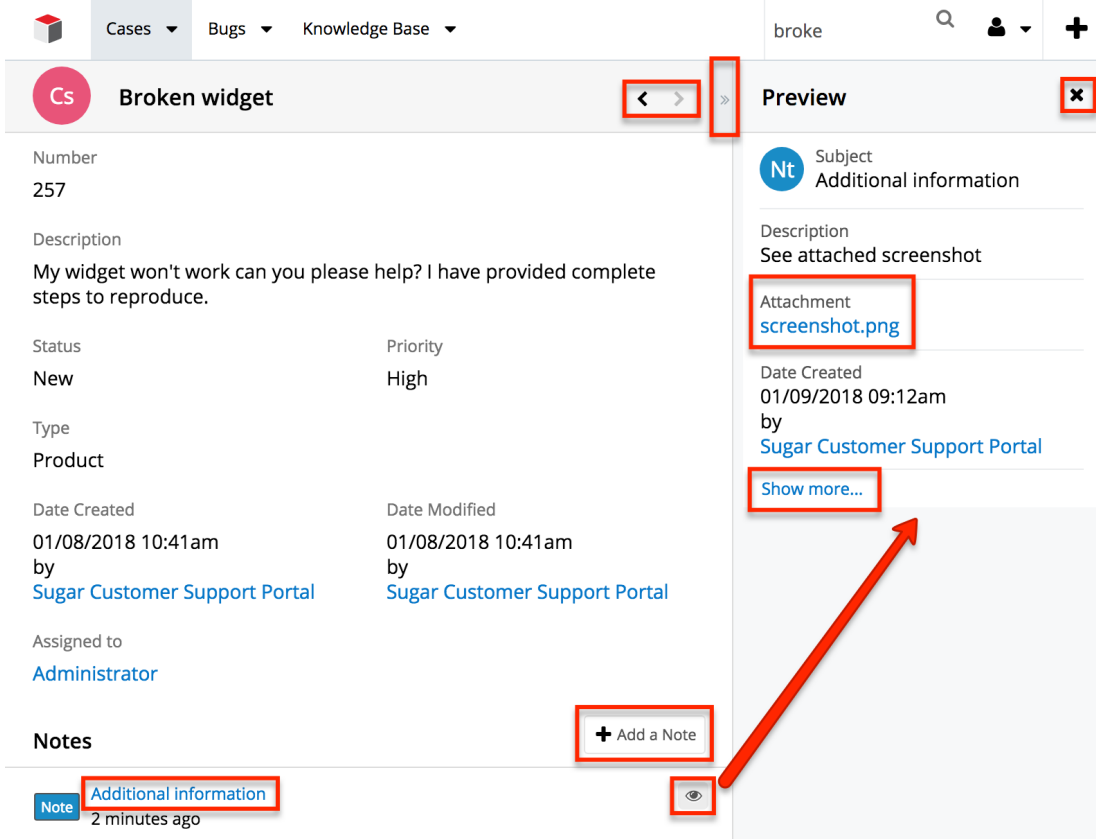 Cases Bugs Knowledge Base broke
Cs Broken widget
Number
257
Description
My widget won't work can you please help? I have provided complete
steps to reproduce.
Status Priority
New High
Type
Product
Date Created Date Modified
01/08/2018 10:41am 01/08/2018 10:41am
by by
Sugar Customer Support Portal Sugar Customer Support Portal
Assigned to
Administrator
Notes + Add a Note
Note Additional information
2 minutes ago
Preview
Nt Subject
Additional information
Description
See attached screenshot
Attachment
screenshot.png
Date Created
01/09/2018 09:12am
by
Sugar Customer Support Portal
Show more...